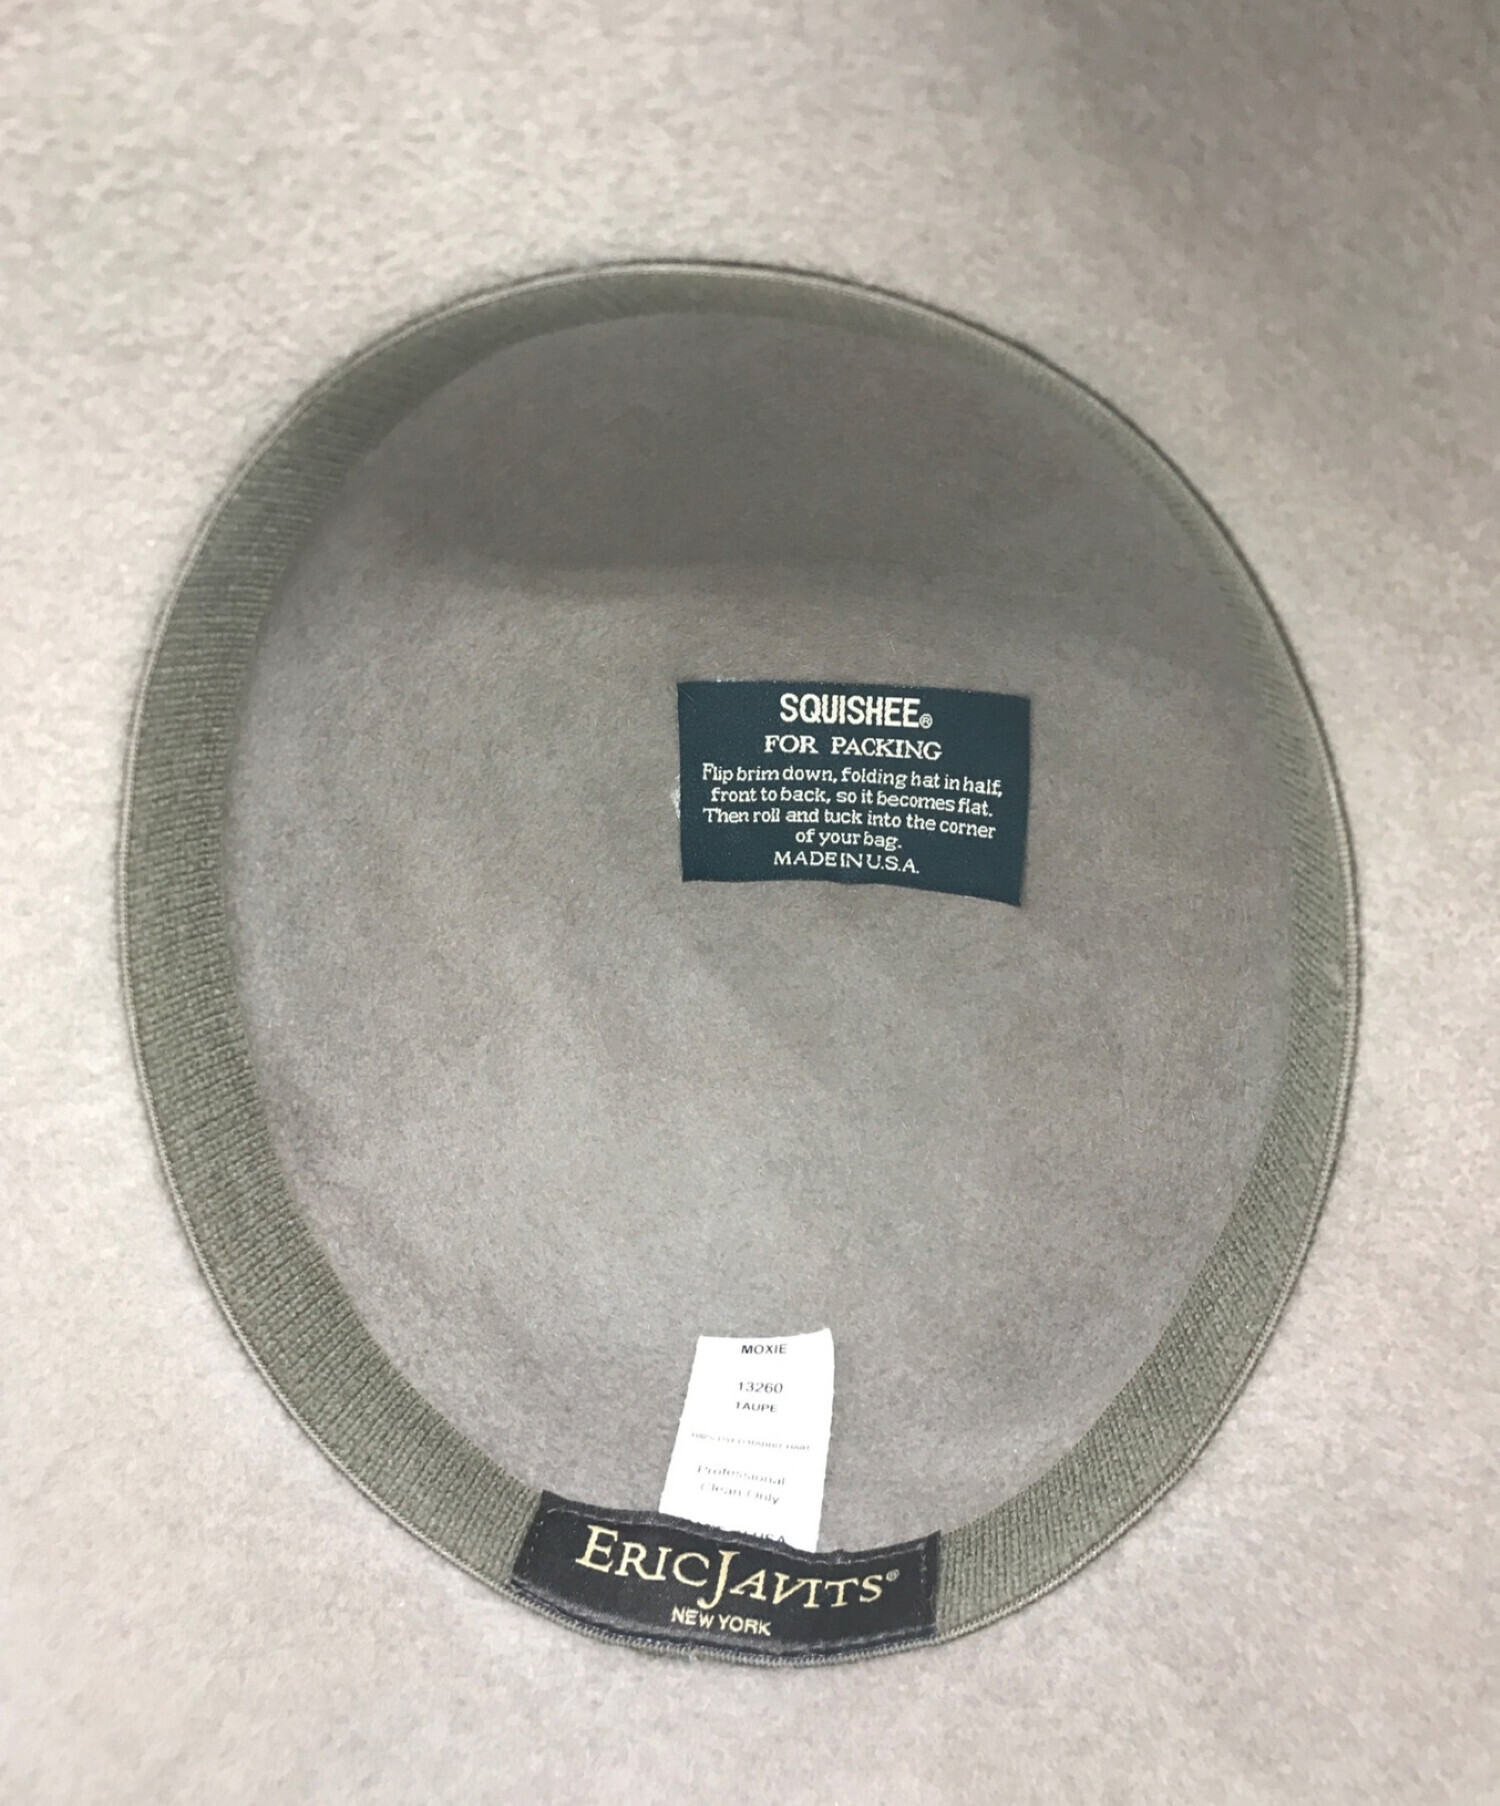 SQUISHEE®
FOR PACKING
Flip brim down, folding hat in half,
front to back, so it becomes flat.
Then roll and tuck into the corner
of your bag.
MADE IN U.S.A.
MOXIE
13260
TAUPE
Professional
Clean Only
USA
ERIC JAVITS®
NEW YORK